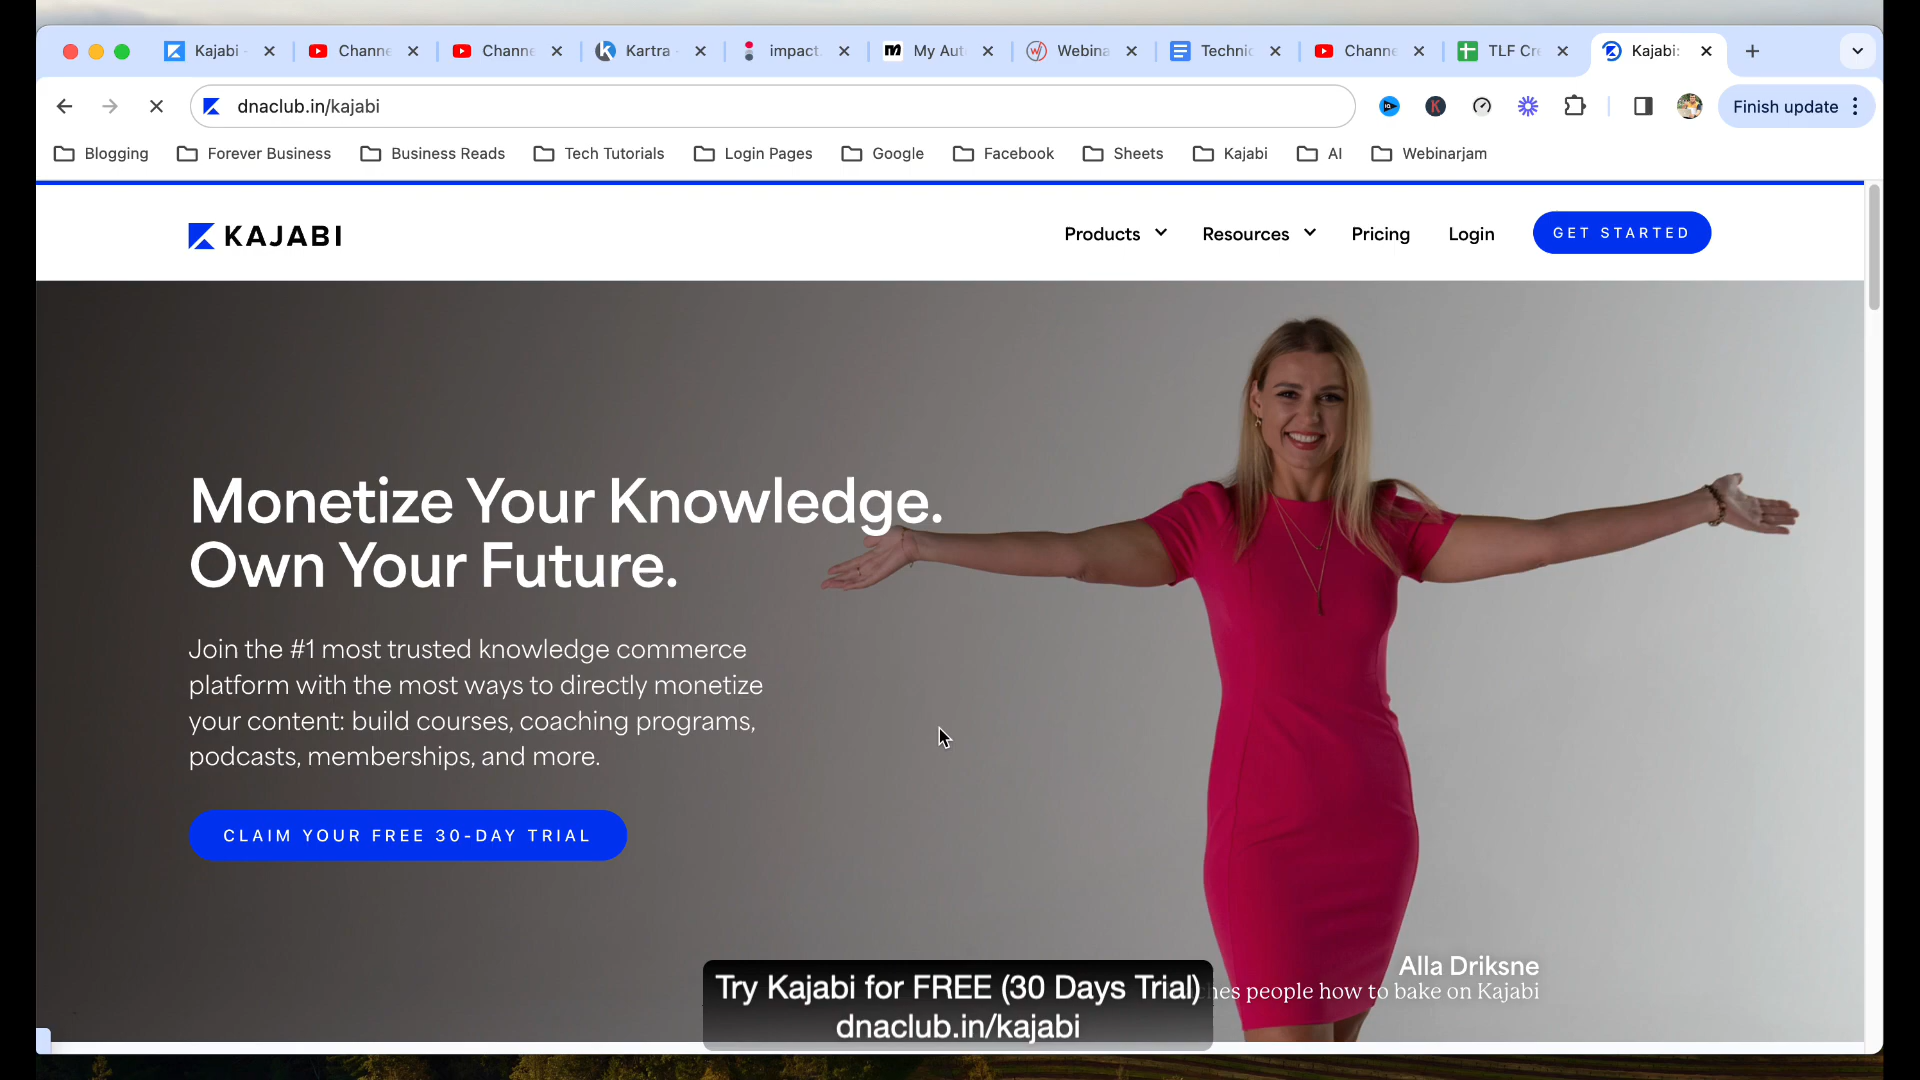 Kajabi -
Channe
Channe
Kartra -
impact.
My Aut
Webina
Technic
Channe
TLF Cre
Kajabi:
dnaclub.in/kajabi
Finish update
Blogging
Forever Business
Business Reads
Tech Tutorials
Login Pages
Google
Facebook
Sheets
Kajabi
AI
Webinarjam
KAJABI
Products
Resources
Pricing
Login
GET STARTED
Monetize Your Knowledge.
Own Your Future.
Join the #1 most trusted knowledge commerce
platform with the most ways to directly monetize
your content: build courses, coaching programs,
podcasts, memberships, and more.
CLAIM YOUR FREE 30-DAY TRIAL
Alla Driksne
hes people how to bake on Kajabi
Try Kajabi for FREE (30 Days Trial)
dnaclub.in/kajabi